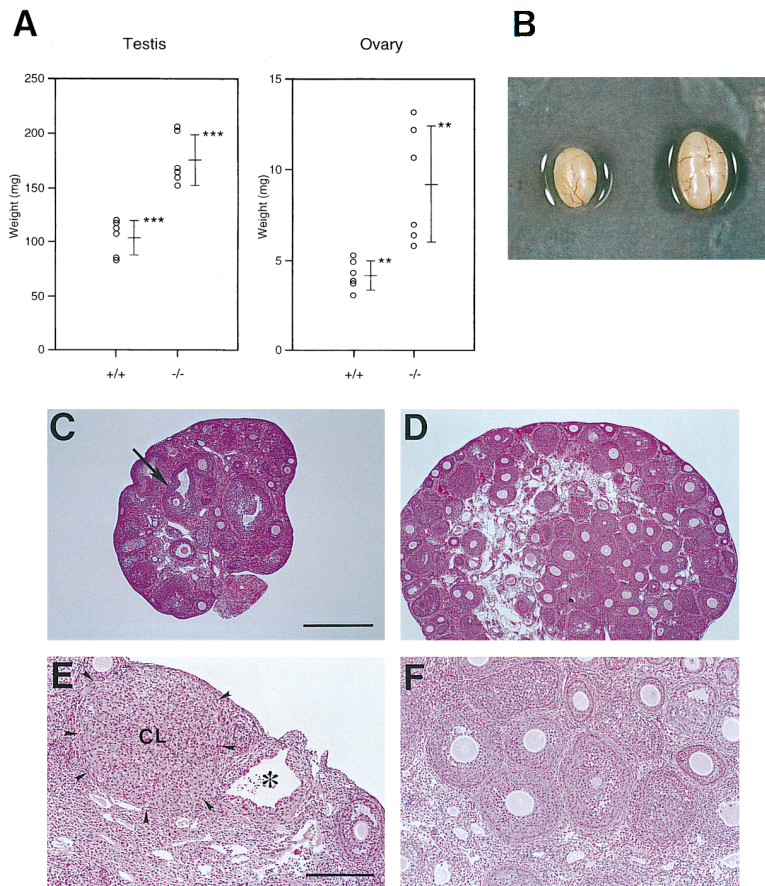 A
Testis
Ovary
B
250
200
150
100
50
0
Weight (mg)
***
***
+/+
-/-
15
10
5
0
Weight (mg)
**
**
+/+
-/-
C
D
E
CL
*
F